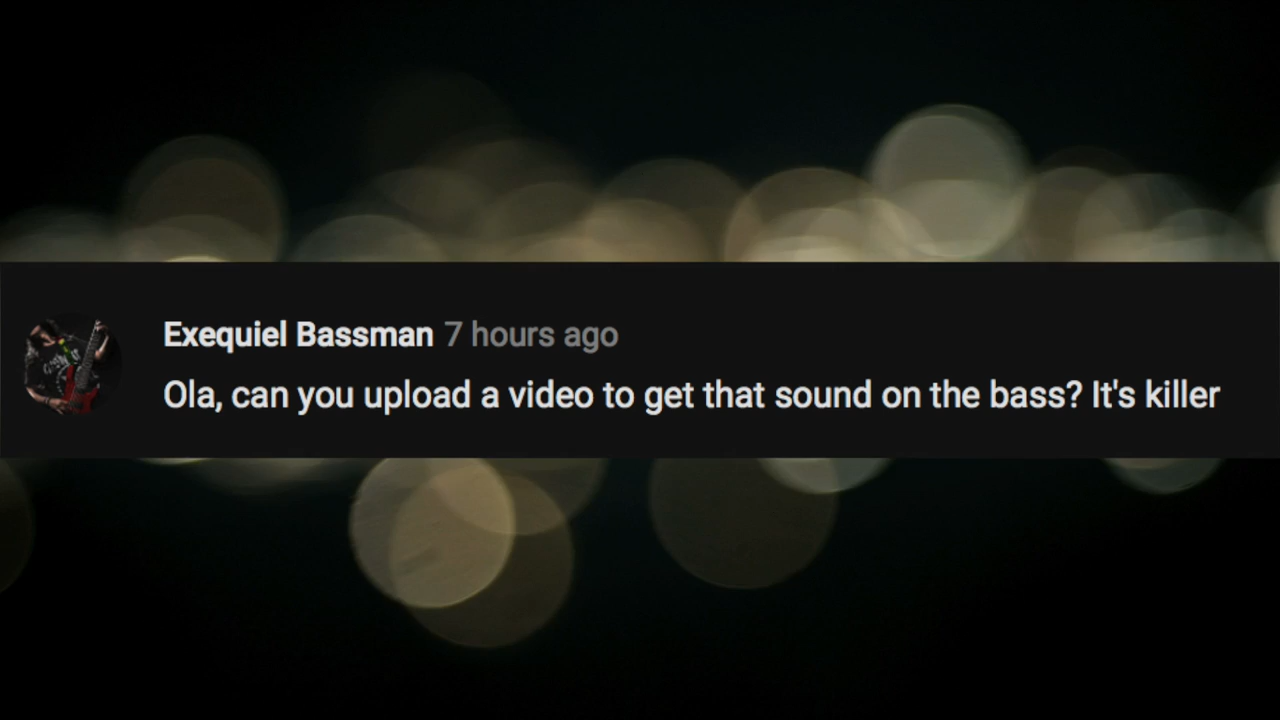 Exequiel Bassman 7 hours ago
Ola, can you upload a video to get that sound on the bass? It's killer